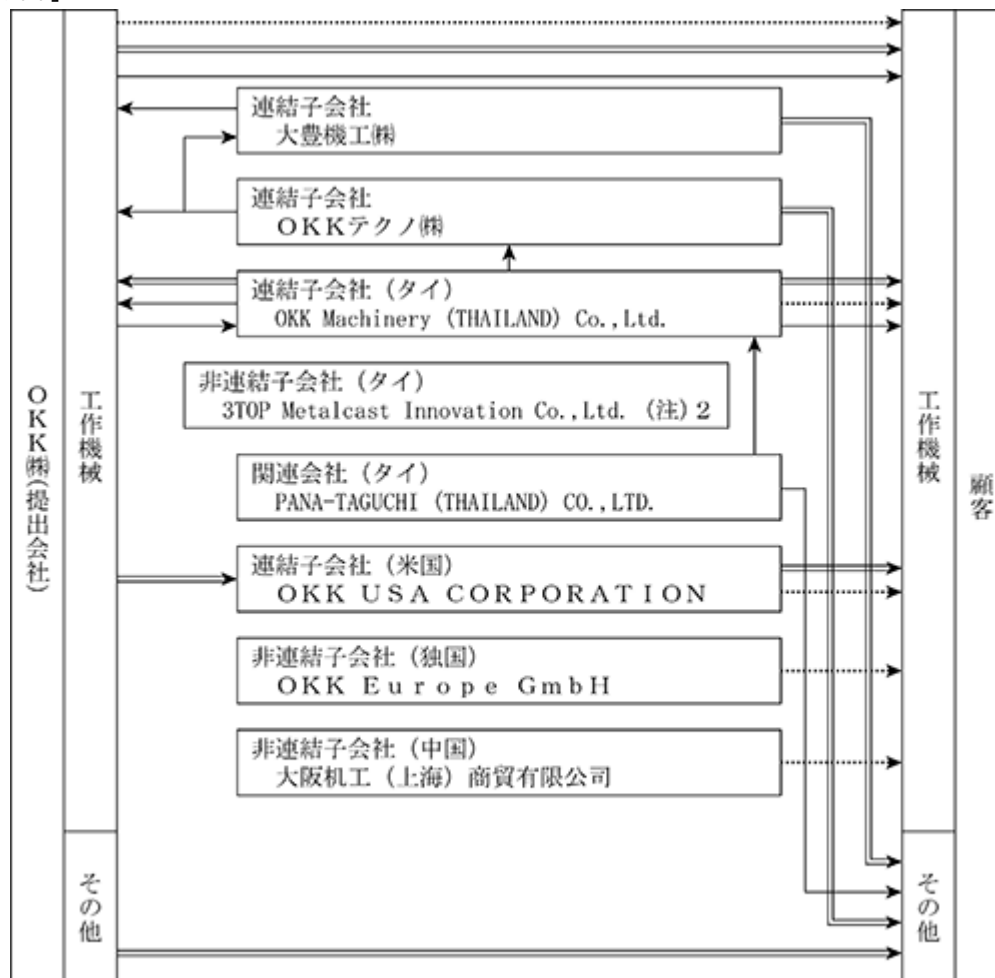 OKK㈱(提出会社)
工作機械
その他
連結子会社
大豊機工㈱
連結子会社
OKKテクノ㈱
連結子会社（タイ）
OKK Machinery (THAILAND) Co.,Ltd.
非連結子会社（タイ）
3TOP Metalcast Innovation Co.,Ltd. (注)2
関連会社（タイ）
PANA-TAGUCHI (THAILAND) CO.,LTD.
連結子会社（米国）
OKK USA CORPORATION
非連結子会社（独国）
OKK Europe GmbH
非連結子会社（中国）
大阪机工（上海）商貿有限公司
工作機械
その他
顧客